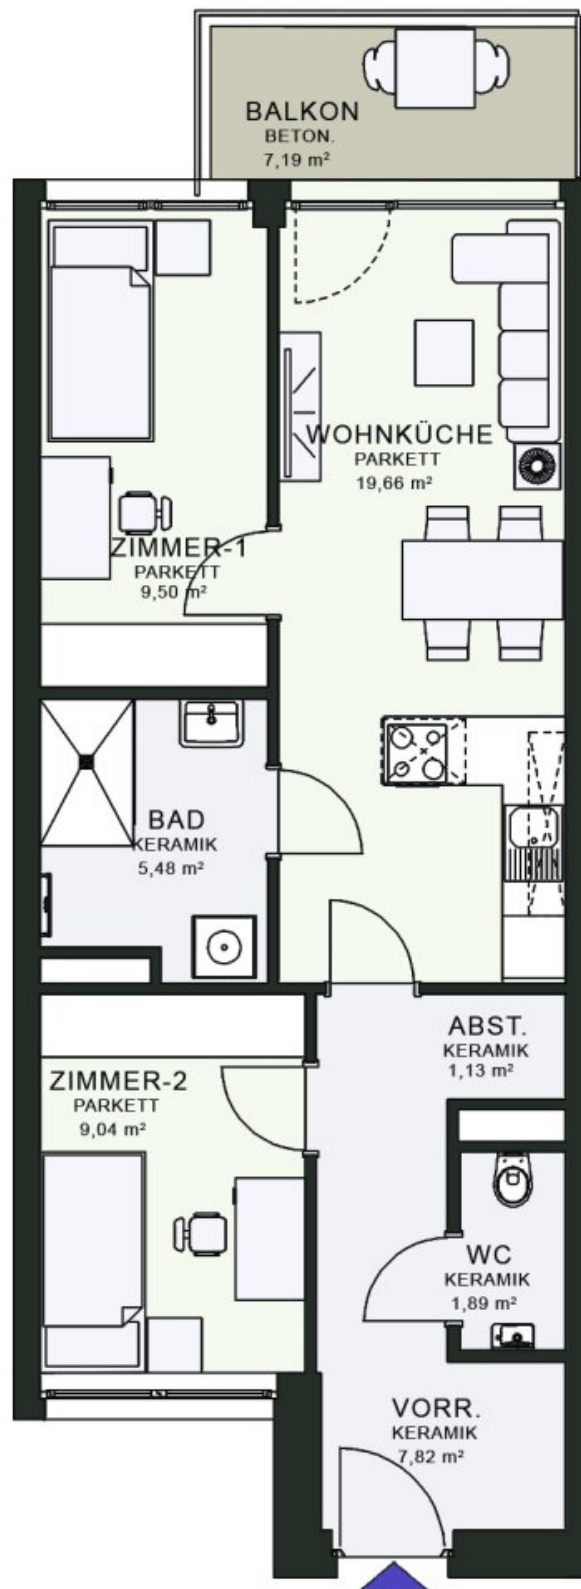 BALKON
BETON.
7,19 m²
WOHNKÜCHE
PARKETT
19,66 m²
ZIMMER-1
PARKETT
9,50 m²
BAD
KERAMIK
5,48 m²
ABST.
KERAMIK
1,13 m²
ZIMMER-2
PARKETT
9,04 m²
WC
KERAMIK
1,89 m²
VORR.
KERAMIK
7,82 m²